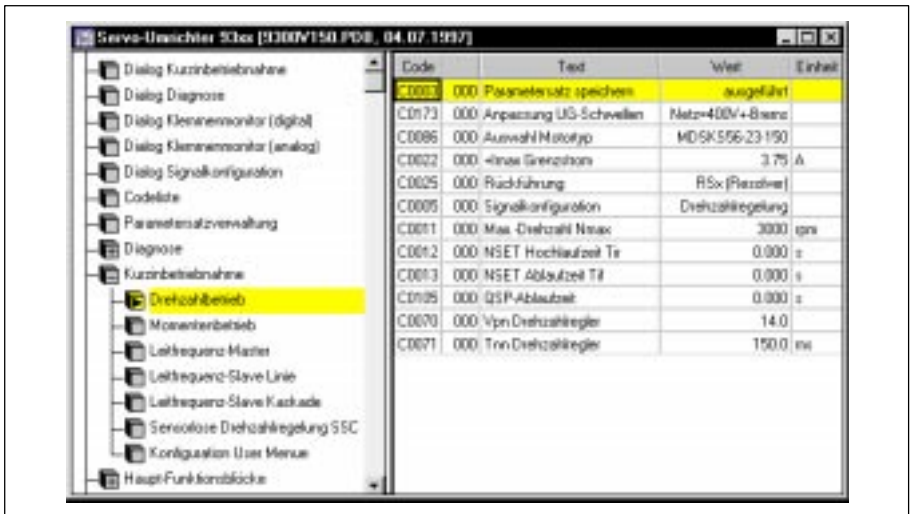 Servo-Umrichter 93xx [9300V150.PDB, 04.07.1997]
Dialog Kurzinbetriebnahme
Dialog Diagnose
Dialog Klemmenmonitor (digital)
Dialog Klemmenmonitor (analog)
Dialog Signalkonfiguration
Codeliste
Parametersatzverwaltung
Diagnose
Kurzinbetriebnahme
Drehzahlbetrieb
Momentenbetrieb
Leitfrequenz-Master
Leitfrequenz-Slave Linie
Leitfrequenz-Slave Kaskade
Sensorlose Drehzahlregelung SSC
Konfiguration User Menue
Haupt-Funktionsblöcke
Code Text Wert Einheit
C0003 000 Parametersatz speichern ausgeführt
C0173 000 Anpassung UG-Schwellen Netz=400V+-Brems
C0086 000 Auswahl Mototyp MDSKS56-23-150
C0022 000 +Imax Grenzstrom 3.75 A
C0025 000 Rückführung RSx (Resolver)
C0005 000 Signalkonfiguration Drehzahlregelung
C0011 000 Max.-Drehzahl Nmax 3000 rpm
C0012 000 NSET Hochlaufzeit Tir 0.000 s
C0013 000 NSET Ablaufzeit Tif 0.000 s
C0105 000 QSP-Ablaufzeit 0.000 s
C0070 000 Vpn Drehzahlregler 14.0
C0071 000 Tnn Drehzahlregler 150.0 ms